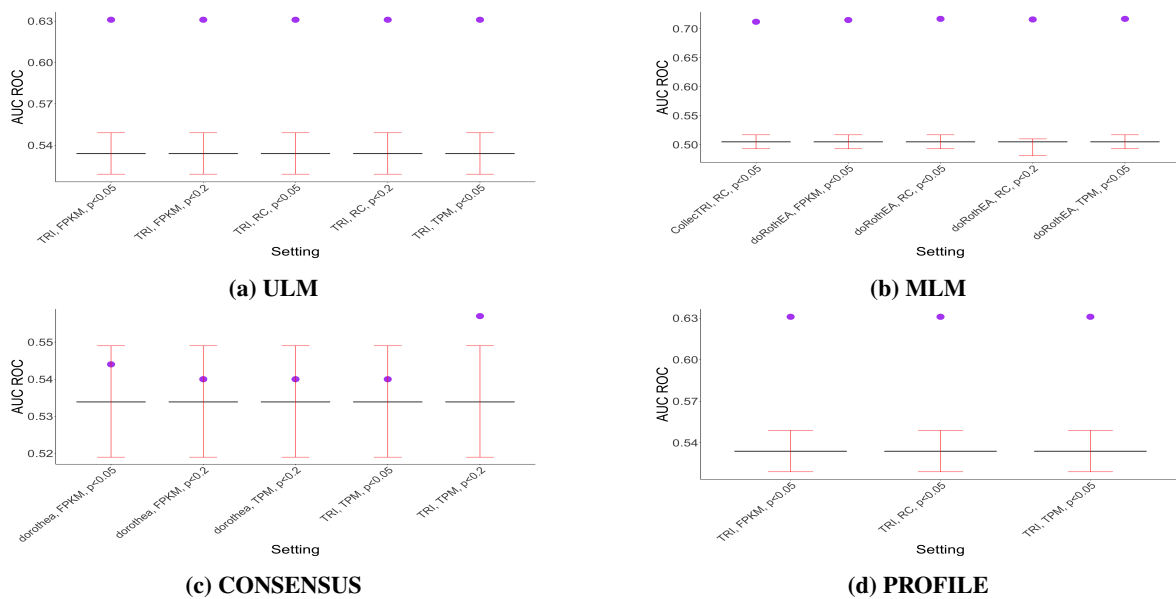 AUC ROC
0.63
0.60
0.57
0.54
TRI, FPKM, p<0.05
TRI, FPKM, p<0.2
TRI, RC, p<0.05
TRI, RC, p<0.2
TRI, TPM, p<0.05
Setting
(a) ULM
AUC ROC
0.70
0.65
0.60
0.55
0.50
CollecTRI, RC, p<0.05
doRothEA, FPKM, p<0.05
doRothEA, RC, p<0.05
doRothEA, RC, p<0.2
doRothEA, TPM, p<0.05
Setting
(b) MLM
AUC ROC
0.55
0.54
0.53
0.52
dorothea, FPKM, p<0.05
dorothea, FPKM, p<0.2
dorothea, TPM, p<0.2
TRI, TPM, p<0.05
TRI, TPM, p<0.2
Setting
(c) CONSENSUS
AUC ROC
0.63
0.60
0.57
0.54
TRI, FPKM, p<0.05
TRI, RC, p<0.05
TRI, TPM, p<0.05
Setting
(d) PROFILE